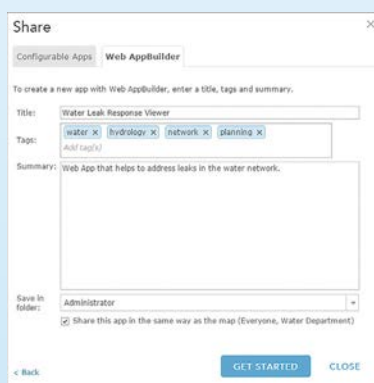 Share
×
Configurable Apps Web AppBuilder
To create a new app with Web AppBuilder, enter a title, tags and summary.
Title: Water Leak Response Viewer
Tags: water × hydrology × network × planning ×
Add tag(s)
Summary: Web App that helps to address leaks in the water network.
Save in folder: Administrator
Share this app in the same way as the map (Everyone, Water Department)
< Back GET STARTED CLOSE